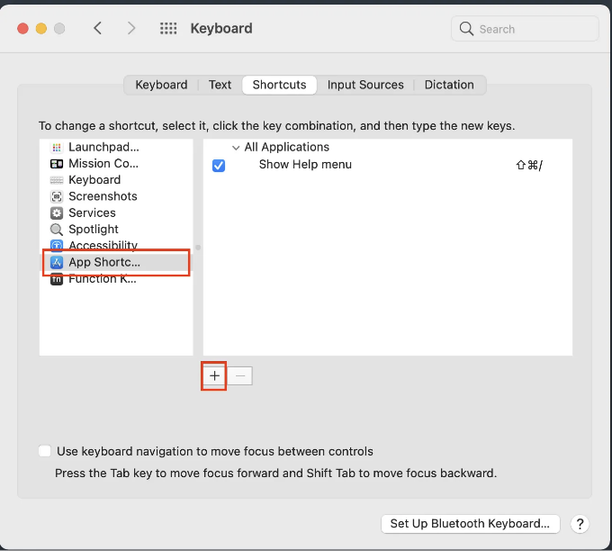 Keyboard
Search
Keyboard Text Shortcuts Input Sources Dictation
To change a shortcut, select it, click the key combination, and then type the new keys.
Launchpad...
Mission Co...
Keyboard
Screenshots
Services
Spotlight
Accessibility
App Shortc...
Function K...
All Applications
Show Help menu ⇧⌘/
+ −
Use keyboard navigation to move focus between controls
Press the Tab key to move focus forward and Shift Tab to move focus backward.
Set Up Bluetooth Keyboard... ?